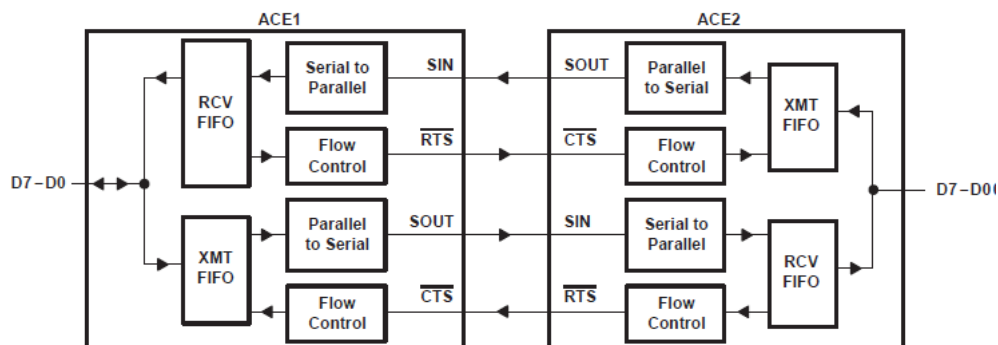 ACE1
ACE2
RCV
FIFO
Serial to
Parallel
SIN
SOUT
Parallel
to Serial
XMT
FIFO
Flow
Control
RTS
CTS
Flow
Control
D7–D0
D7–D00
XMT
FIFO
Parallel
to Serial
SOUT
SIN
Serial to
Parallel
RCV
FIFO
Flow
Control
CTS
RTS
Flow
Control